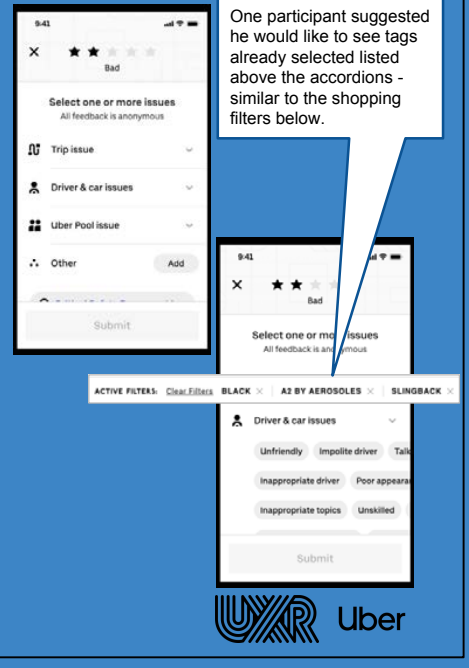 One participant suggested
he would like to see tags
already selected listed
above the accordions -
similar to the shopping
filters below.
9:41
Bad
Select one or more issues
All feedback is anonymous
Trip issue
Driver & car issues
Uber Pool issue
Other
Add
Submit
9:41
Bad
Select one or more issues
All feedback is anonymous
ACTIVE FILTERS: Clear Filters BLACK × A2 BY AEROSOLES × SLINGBACK ×
Driver & car issues
Unfriendly Impolite driver Talk
Inappropriate driver Poor appeara
Inappropriate topics Unskilled
Submit
UXR Uber